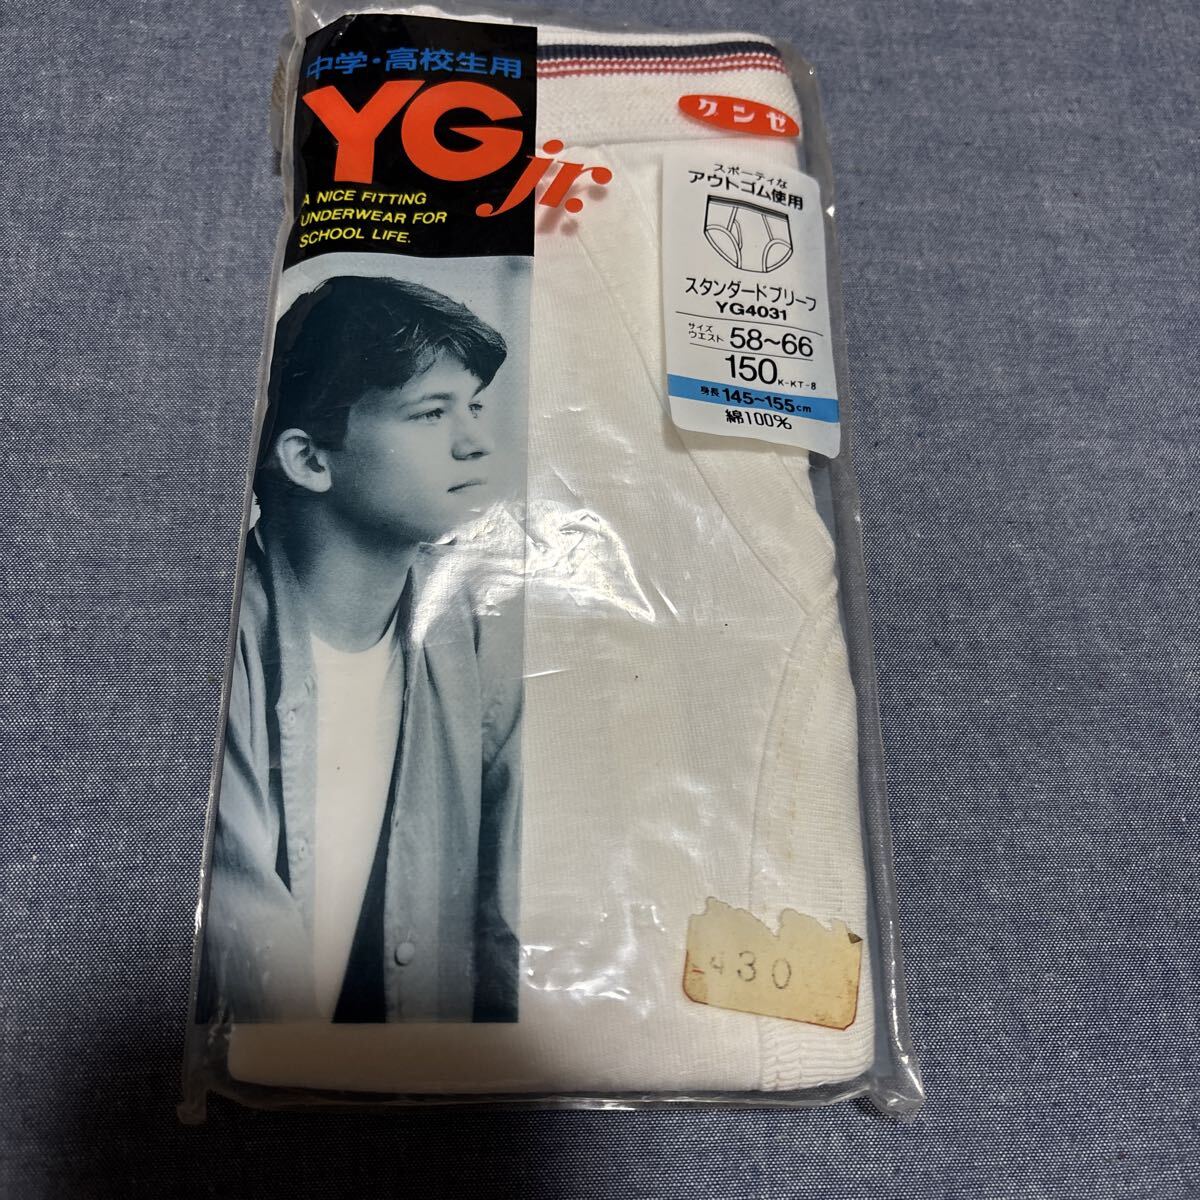 中学・高校生用
YG jr.
A NICE FITTING
UNDERWEAR FOR
SCHOOL LIFE.
グンゼ
スポーティな
アウトゴム使用
スタンダードブリーフ
YG4031
サイズ
ウエスト 58~66
150 K-KT-8
身長 145~155cm
綿100%
430